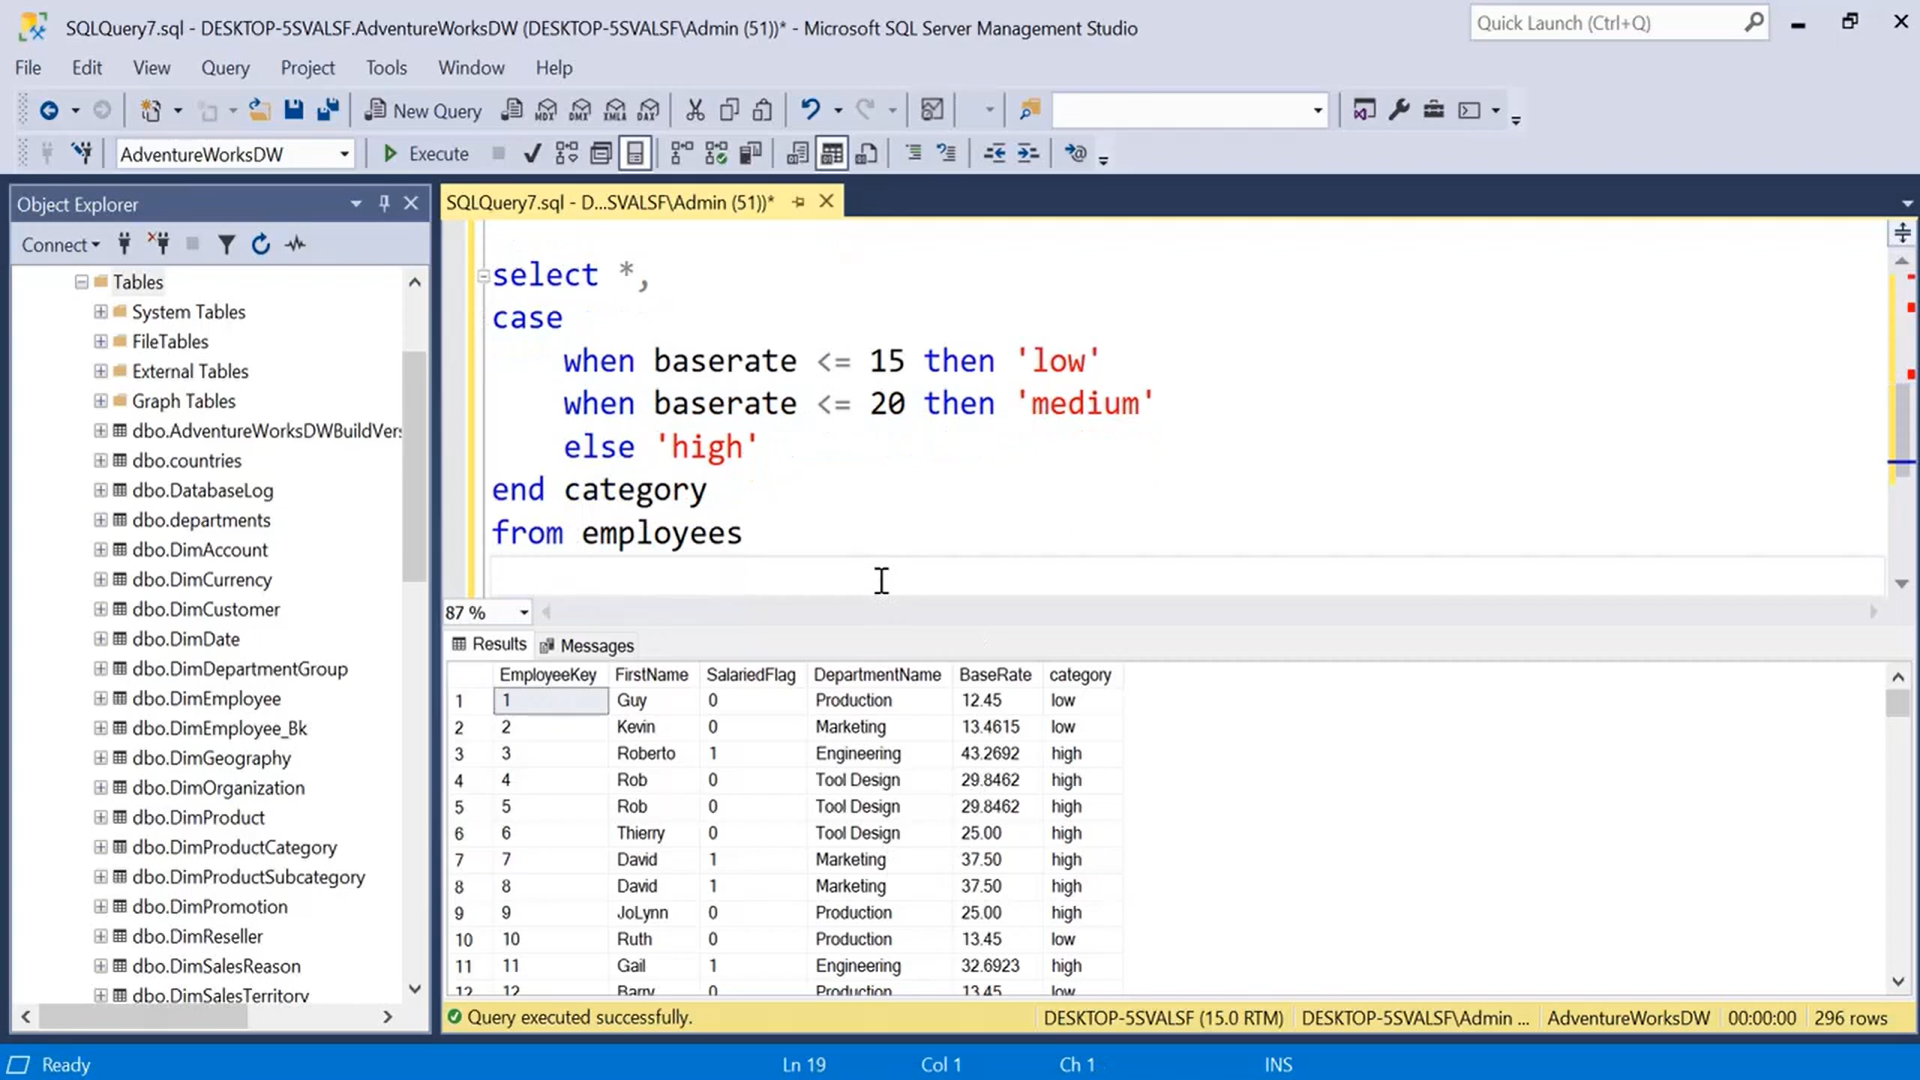 SQLQuery7.sql - DESKTOP-5SVALSF.AdventureWorksDW (DESKTOP-5SVALSF\Admin (51))* - Microsoft SQL Server Management Studio
Quick Launch (Ctrl+Q)
File Edit View Query Project Tools Window Help
New Query MDX DMX XMLA DAX
AdventureWorksDW Execute
Object Explorer
SQLQuery7.sql - D...SVALSF\Admin (51))*
Connect
Tables
System Tables
FileTables
External Tables
Graph Tables
dbo.AdventureWorksDWBuildVer
dbo.countries
dbo.DatabaseLog
dbo.departments
dbo.DimAccount
dbo.DimCurrency
dbo.DimCustomer
dbo.DimDate
dbo.DimDepartmentGroup
dbo.DimEmployee
dbo.DimEmployee_Bk
dbo.DimGeography
dbo.DimOrganization
dbo.DimProduct
dbo.DimProductCategory
dbo.DimProductSubcategory
dbo.DimPromotion
dbo.DimReseller
dbo.DimSalesReason
dbo.DimSalesTerritory
select *,
case
when baserate <= 15 then 'low'
when baserate <= 20 then 'medium'
else 'high'
end category
from employees
87 %
Results Messages
EmployeeKey FirstName SalariedFlag DepartmentName BaseRate category
1 1 Guy 0 Production 12.45 low
2 2 Kevin 0 Marketing 13.4615 low
3 3 Roberto 1 Engineering 43.2692 high
4 4 Rob 0 Tool Design 29.8462 high
5 5 Rob 0 Tool Design 29.8462 high
6 6 Thierry 0 Tool Design 25.00 high
7 7 David 1 Marketing 37.50 high
8 8 David 1 Marketing 37.50 high
9 9 JoLynn 0 Production 25.00 high
10 10 Ruth 0 Production 13.45 low
11 11 Gail 1 Engineering 32.6923 high
12 12 Barry 0 Production 13.45 low
Query executed successfully. DESKTOP-5SVALSF (15.0 RTM) DESKTOP-5SVALSF\Admin ... AdventureWorksDW 00:00:00 296 rows
Ready Ln 19 Col 1 Ch 1 INS